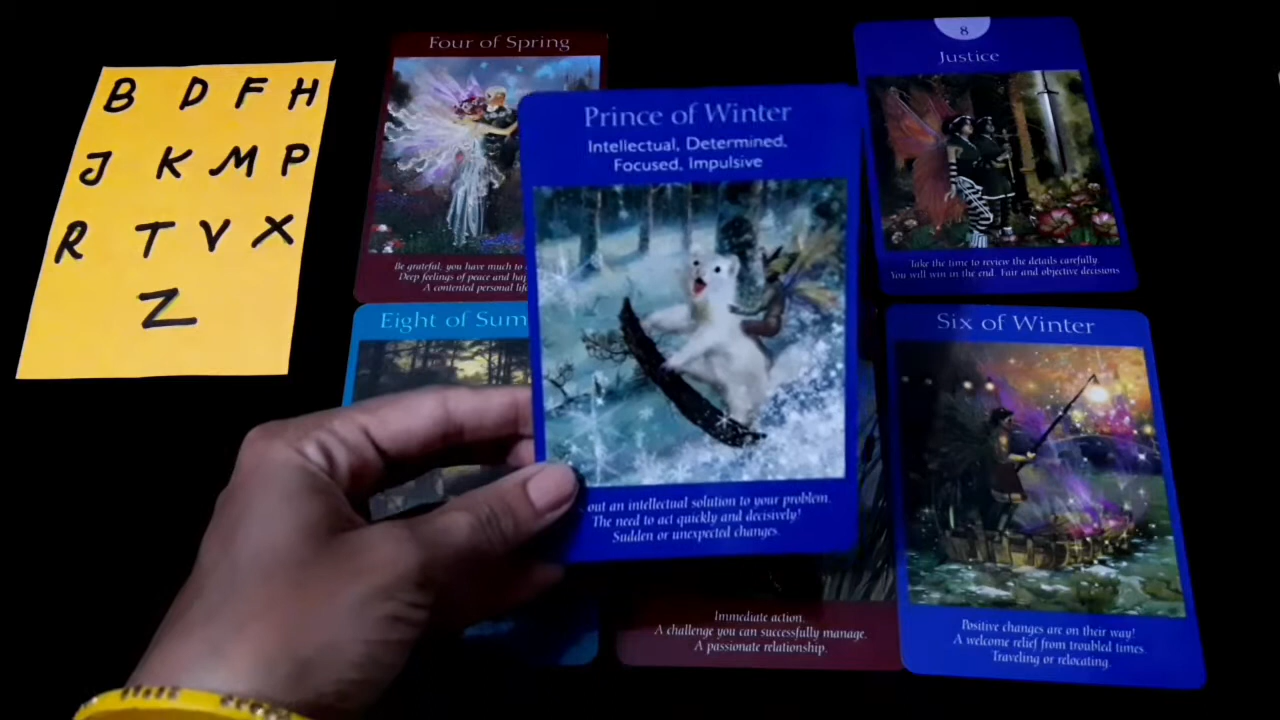 B D F H
J K M P
R T V X
Z
Four of Spring
Be grateful; you have much to
Deep feelings of peace and
A contented personal
Eight of
Prince of Winter
Intellectual, Determined,
Focused, Impulsive
out an intellectual solution to your problem.
The need to act quickly and decisively!
Sudden or unexpected changes.
Immediate action.
A challenge you can successfully manage.
A passionate relationship.
8
Justice
Take the time to review the details carefully
You will win in the end. Fair and objective decisions
Six of Winter
Positive changes are on their way!
A welcome relief from troubled times.
Traveling or relocating.